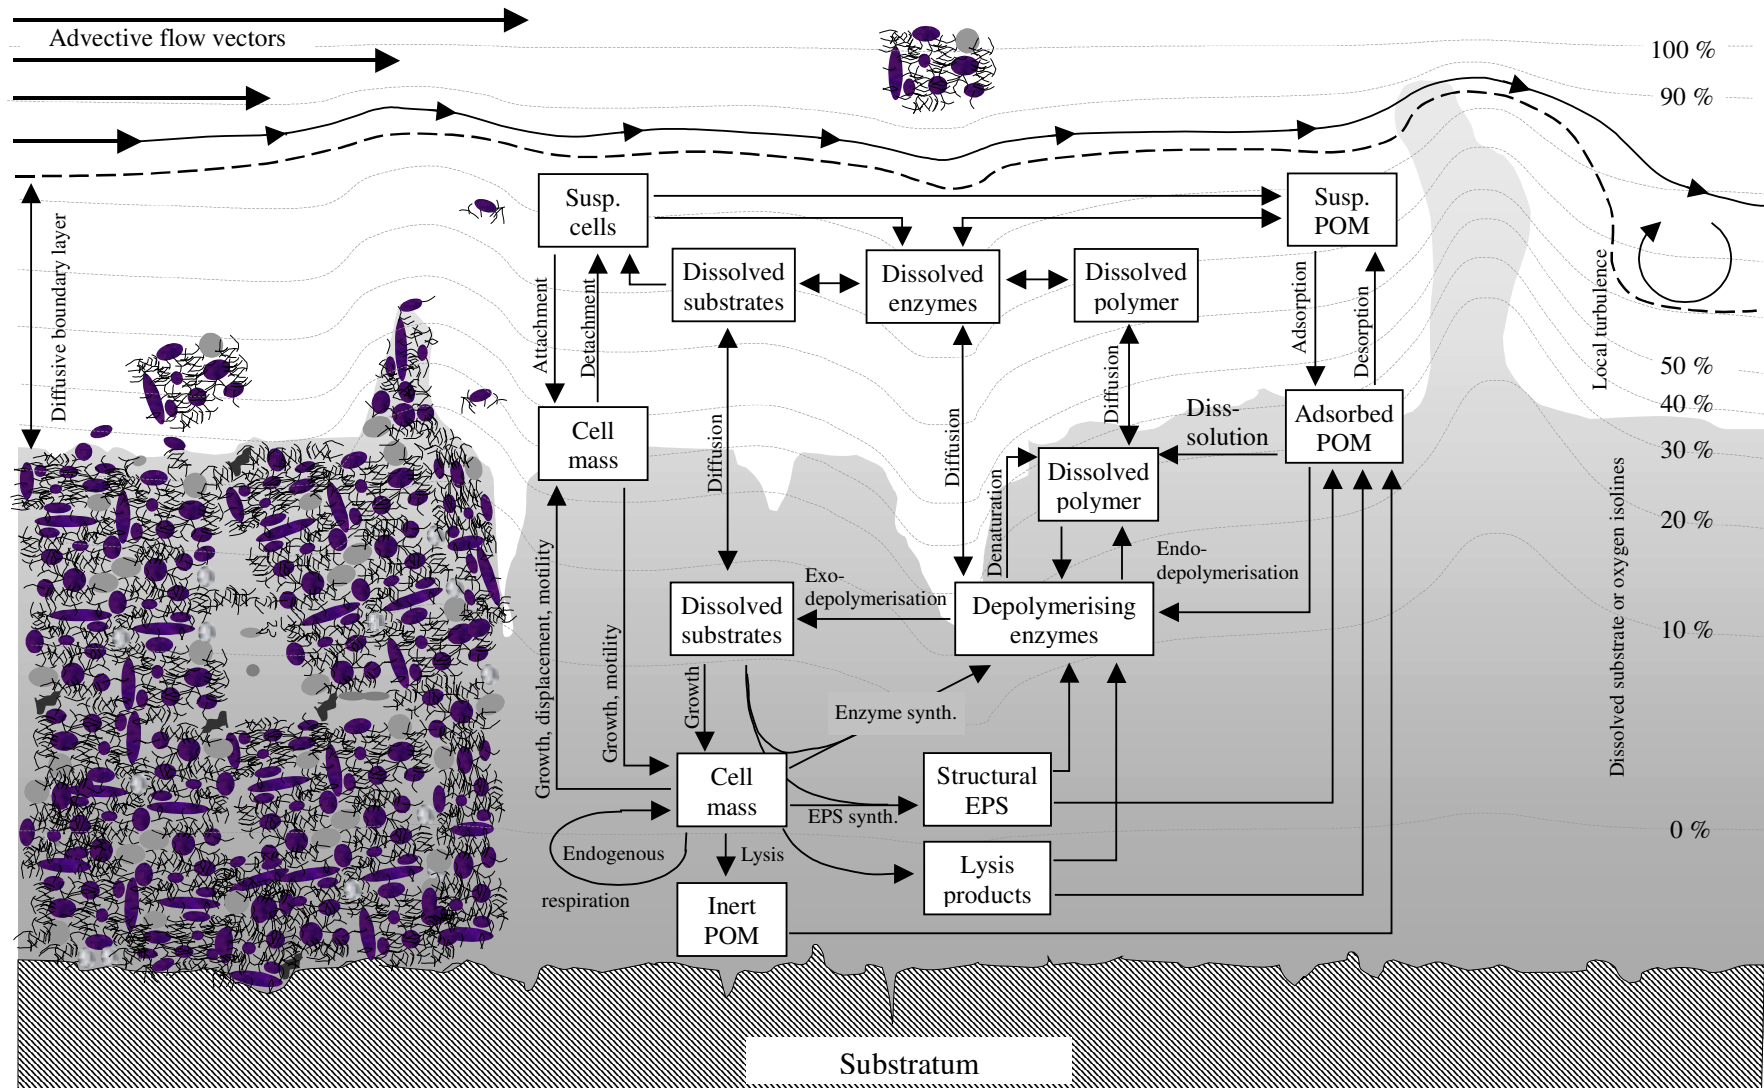 Advective flow vectors
100 %
90 %
Susp.
cells
Susp.
POM
Diffusive boundary layer
Attachment
Detachment
Dissolved
substrates
Dissolved
enzymes
Dissolved
polymer
Adsorption
Desorption
Local turbulence
50 %
40 %
30 %
20 %
10 %
0 %
Dissolved substrate or oxygen isolines
Cell
mass
Diffusion
Diffusion
Diffusion
Diss-
solution
Adsorbed
POM
Dissolved
polymer
Denaturation
Endo-
depolymerisation
Exo-
depolymerisation
Dissolved
substrates
Depolymerising
enzymes
Growth, displacement, motility
Growth, motility
Growth
Enzyme synth.
Cell
mass
Structural
EPS
EPS synth.
Endogenous
respiration
Lysis
Lysis
products
Inert
POM
Substratum